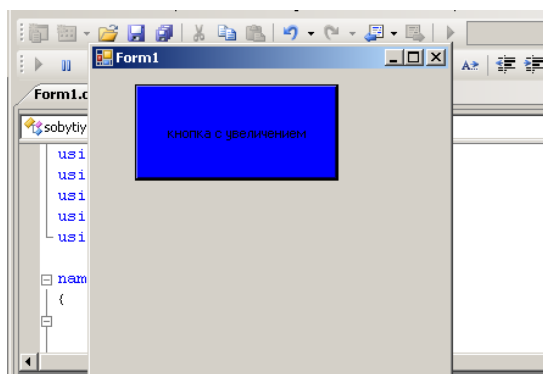 Form1
Form1.c
кнопка с увеличением
sobytiy
usi
usi
usi
usi
usi
nam
{